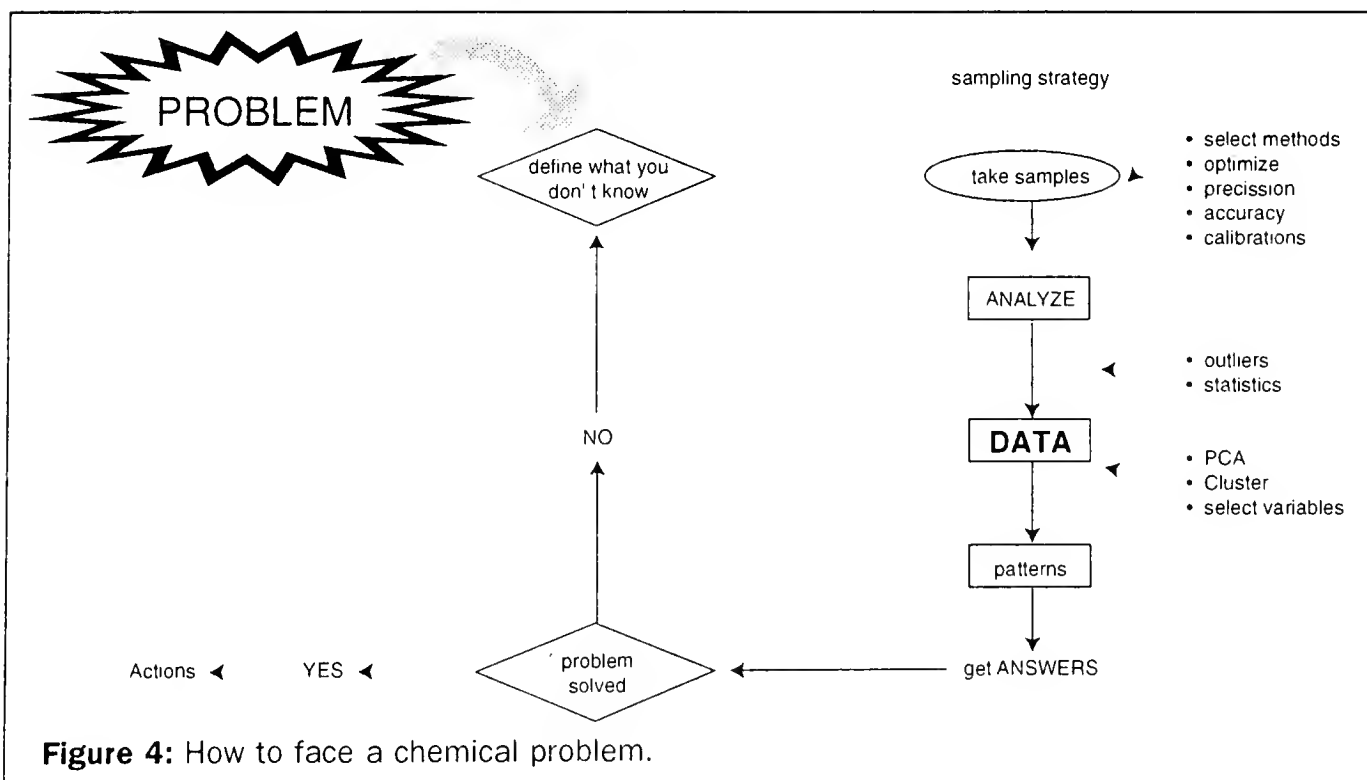 PROBLEM
define what you
don't know
sampling strategy
take samples
• select methods
• optimize
• precission
• accuracy
• calibrations
ANALYZE
• outliers
• statistics
DATA
• PCA
• Cluster
• select variables
patterns
get ANSWERS
problem
solved
NO
YES
Actions
Figure 4: How to face a chemical problem.